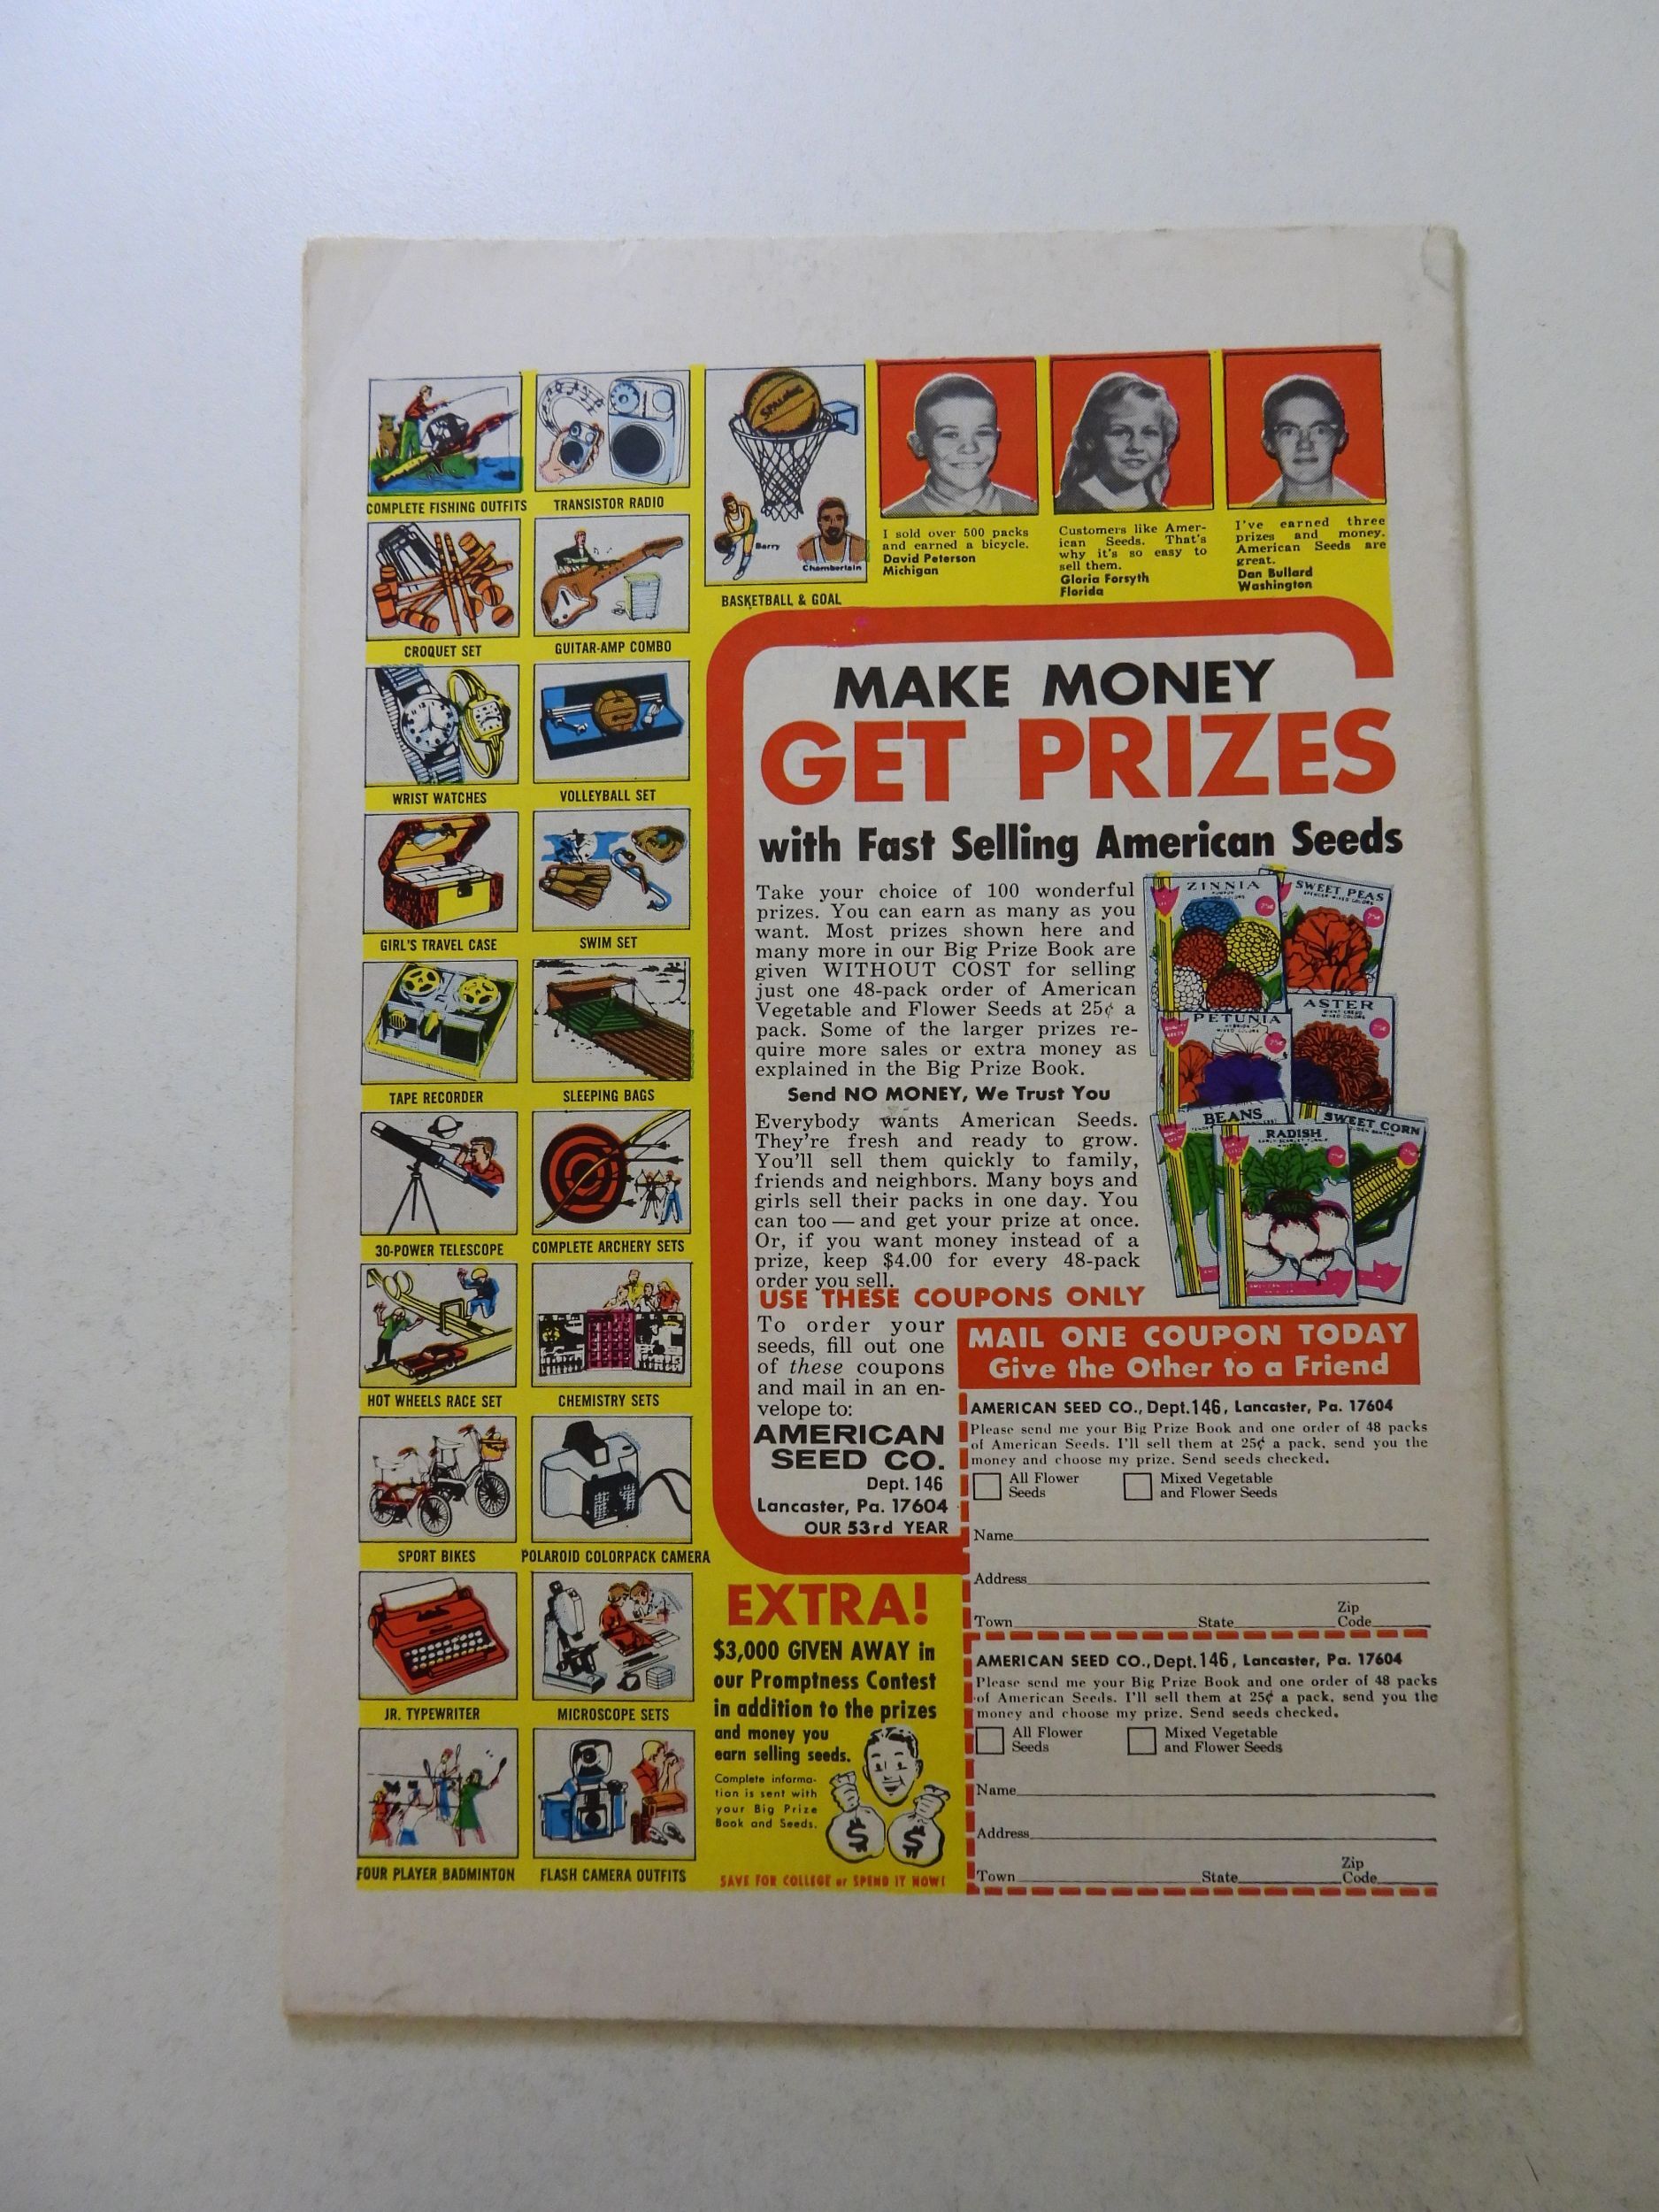 COMPLETE FISHING OUTFITS
TRANSISTOR RADIO
CROQUET SET
GUITAR-AMP COMBO
WRIST WATCHES
VOLLEYBALL SET
GIRL'S TRAVEL CASE
SWIM SET
TAPE RECORDER
SLEEPING BAGS
30-POWER TELESCOPE
COMPLETE ARCHERY SETS
HOT WHEELS RACE SET
CHEMISTRY SETS
SPORT BIKES
POLAROID COLORPACK CAMERA
JR. TYPEWRITER
MICROSCOPE SETS
FOUR PLAYER BADMINTON
FLASH CAMERA OUTFITS
SPALDING
Barry
Chamberlain
BASKETBALL & GOAL
I sold over 500 packs
and earned a bicycle.
David Peterson
Michigan
Customers like Amer-
ican Seeds. That's
why it's so easy to
sell them.
Gloria Forsyth
Florida
I've earned three
prizes and money.
American Seeds are
great.
Dan Bullard
Washington
MAKE MONEY
GET PRIZES
with Fast Selling American Seeds
Take your choice of 100 wonderful
prizes. You can earn as many as you
want. Most prizes shown here and
many more in our Big Prize Book are
given WITHOUT COST for selling
just one 48-pack order of American
Vegetable and Flower Seeds at 25¢ a
pack. Some of the larger prizes re-
quire more sales or extra money as
explained in the Big Prize Book.
Send NO MONEY, We Trust You
Everybody wants American Seeds.
They're fresh and ready to grow.
You'll sell them quickly to family,
friends and neighbors. Many boys and
girls sell their packs in one day. You
can too — and get your prize at once.
Or, if you want money instead of a
prize, keep $4.00 for every 48-pack
order you sell.
ZINNIA
MIXED COLORS
25¢
SWEET PEAS
SPENCER MIXED COLORS
25¢
PETUNIA
MIXED COLORS
25¢
ASTER
MIXED COLORS
25¢
BEANS
RADISH
SWEET CORN
USE THESE COUPONS ONLY
To order your
seeds, fill out one
of these coupons
and mail in an en-
velope to:
AMERICAN
SEED CO.
Dept. 146
Lancaster, Pa. 17604
OUR 53rd YEAR
MAIL ONE COUPON TODAY
Give the Other to a Friend
AMERICAN SEED CO., Dept. 146, Lancaster, Pa. 17604
Please send me your Big Prize Book and one order of 48 packs
of American Seeds. I'll sell them at 25¢ a pack, send you the
money and choose my prize. Send seeds checked.
All Flower
Seeds
Mixed Vegetable
and Flower Seeds
Name
Address
Town State Zip
Code
AMERICAN SEED CO., Dept. 146, Lancaster, Pa. 17604
Please send me your Big Prize Book and one order of 48 packs
of American Seeds. I'll sell them at 25¢ a pack, send you the
money and choose my prize. Send seeds checked.
All Flower
Seeds
Mixed Vegetable
and Flower Seeds
Name
Address
Town State Zip
Code
EXTRA!
$3,000 GIVEN AWAY in
our Promptness Contest
in addition to the prizes
and money you
earn selling seeds.
Complete informa-
tion is sent with
your Big Prize
Book and Seeds.
$ $
SAVE FOR COLLEGE or SPEND IT NOW!